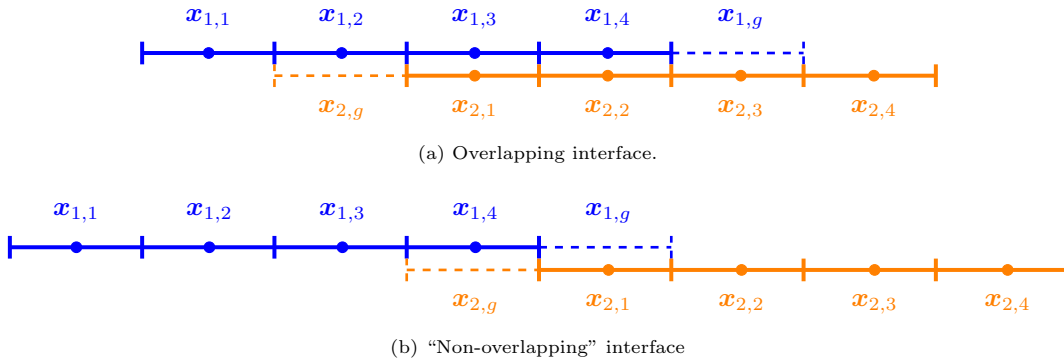 x1,1 x1,2 x1,3 x1,4 x1,g
x2,g x2,1 x2,2 x2,3 x2,4
(a) Overlapping interface.
x1,1 x1,2 x1,3 x1,4 x1,g
x2,g x2,1 x2,2 x2,3 x2,4
(b) “Non-overlapping” interface